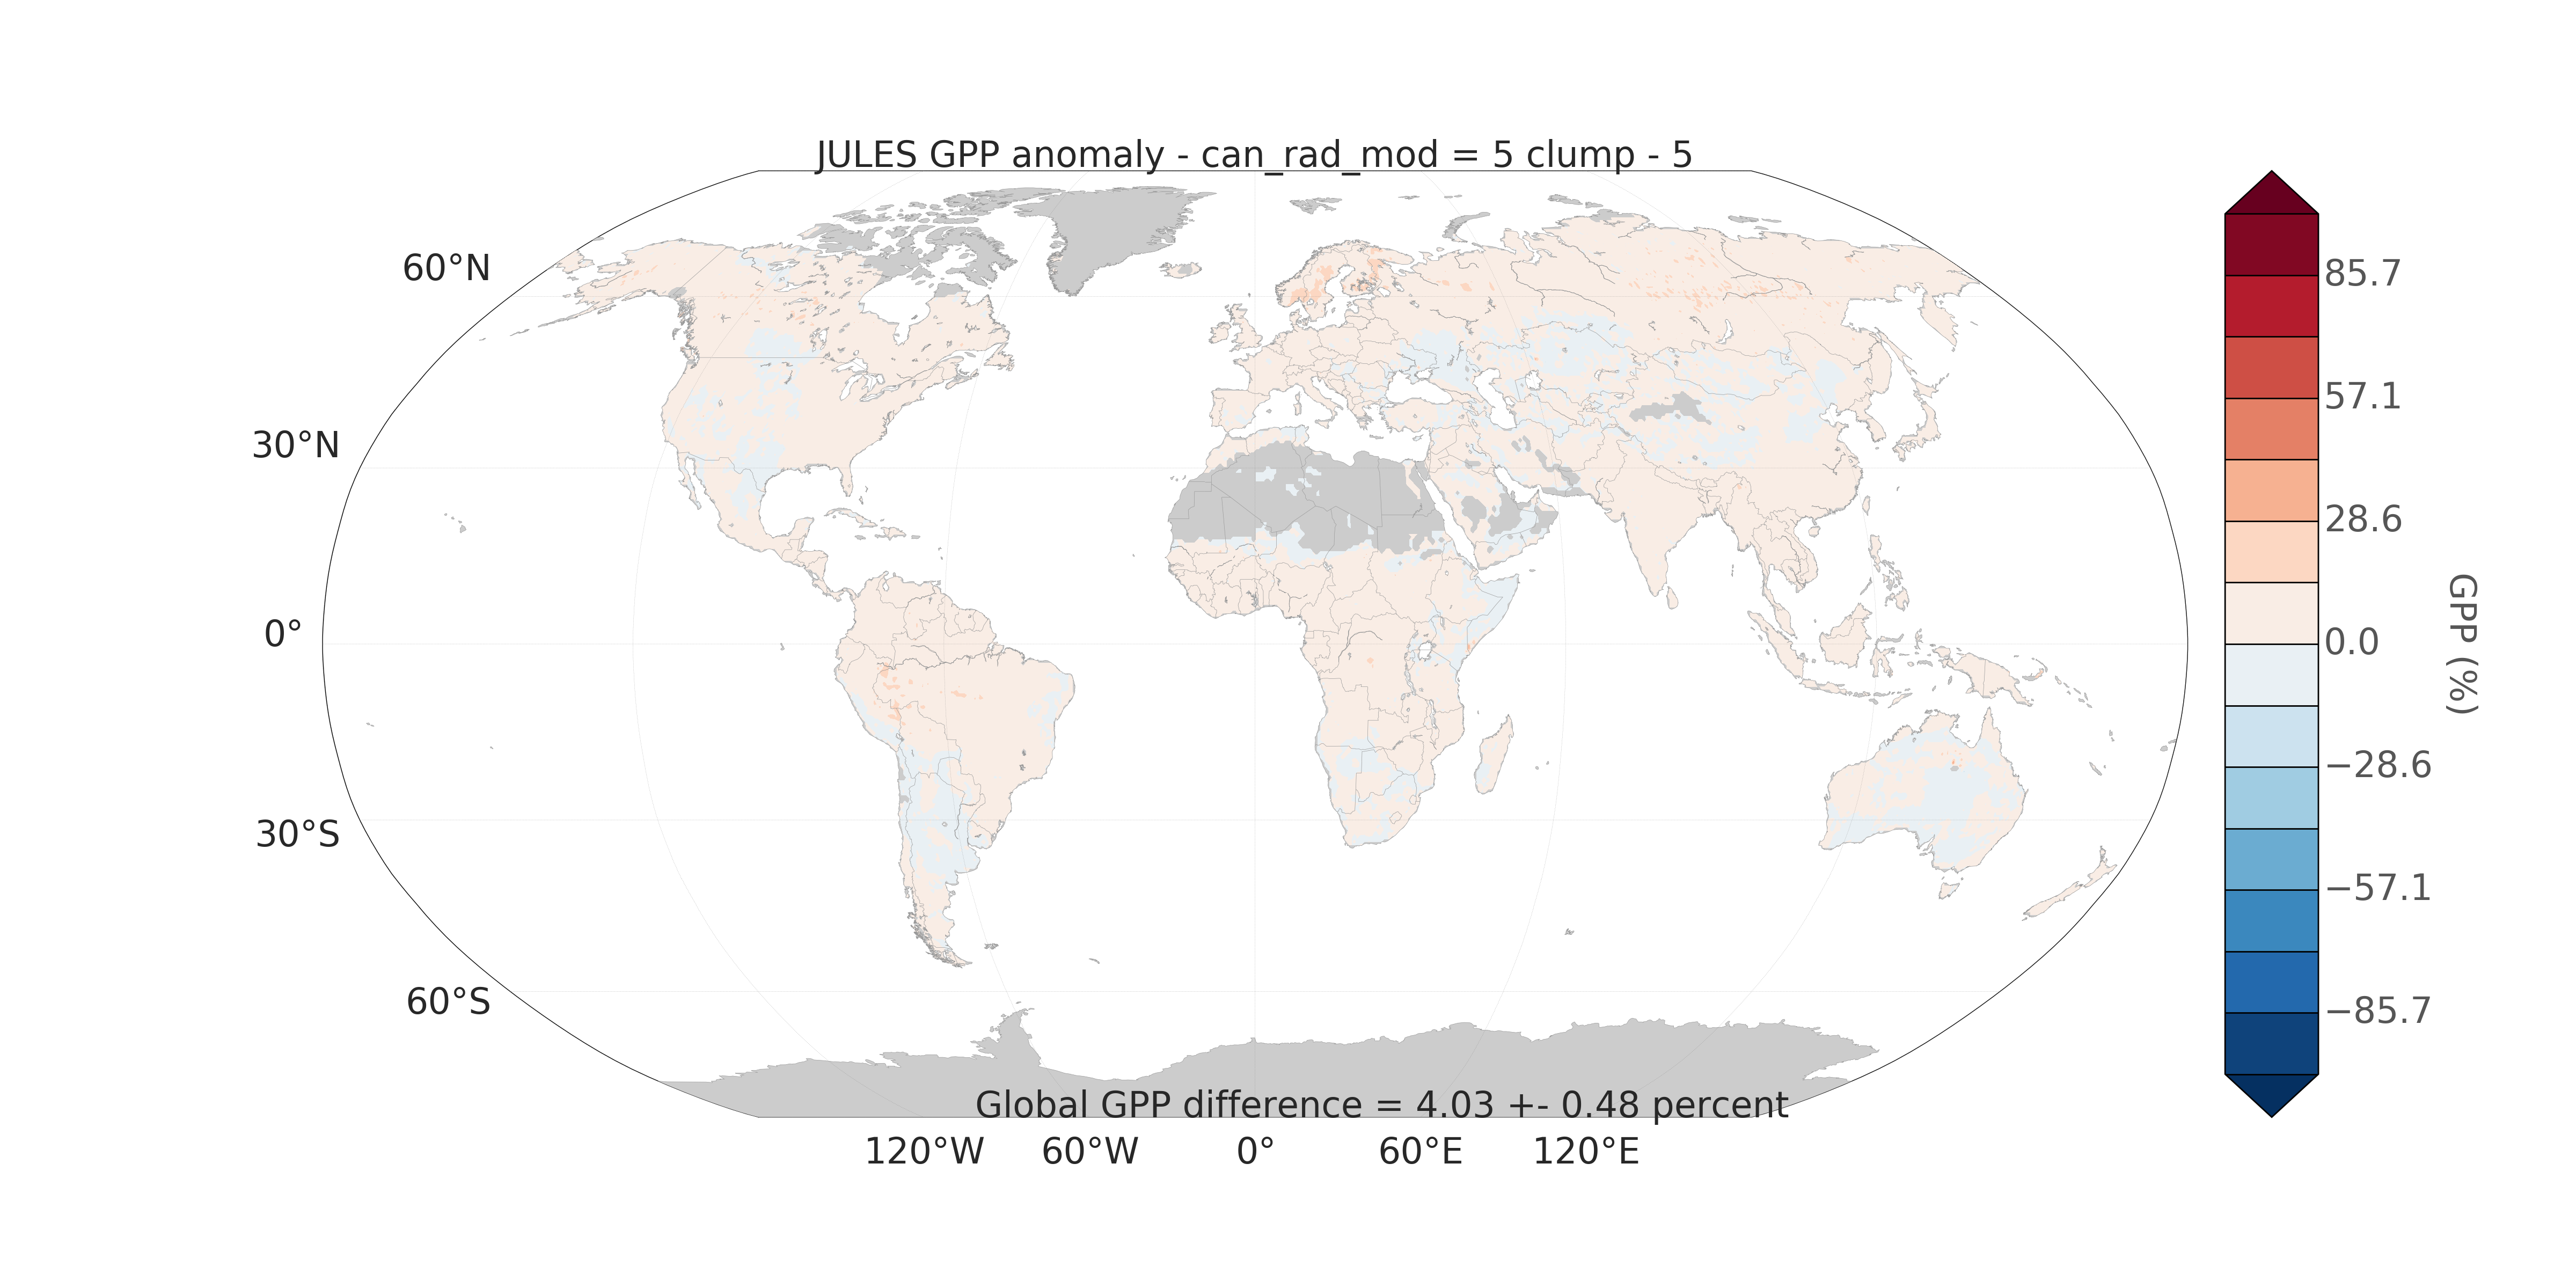 JULES GPP anomaly - can_rad_mod = 5 clump - 5
60°N
30°N
0°
30°S
60°S
85.7
57.1
28.6
0.0
−28.6
−57.1
−85.7
GPP (%)
Global GPP difference = 4.03 +- 0.48 percent
120°W 60°W 0° 60°E 120°E